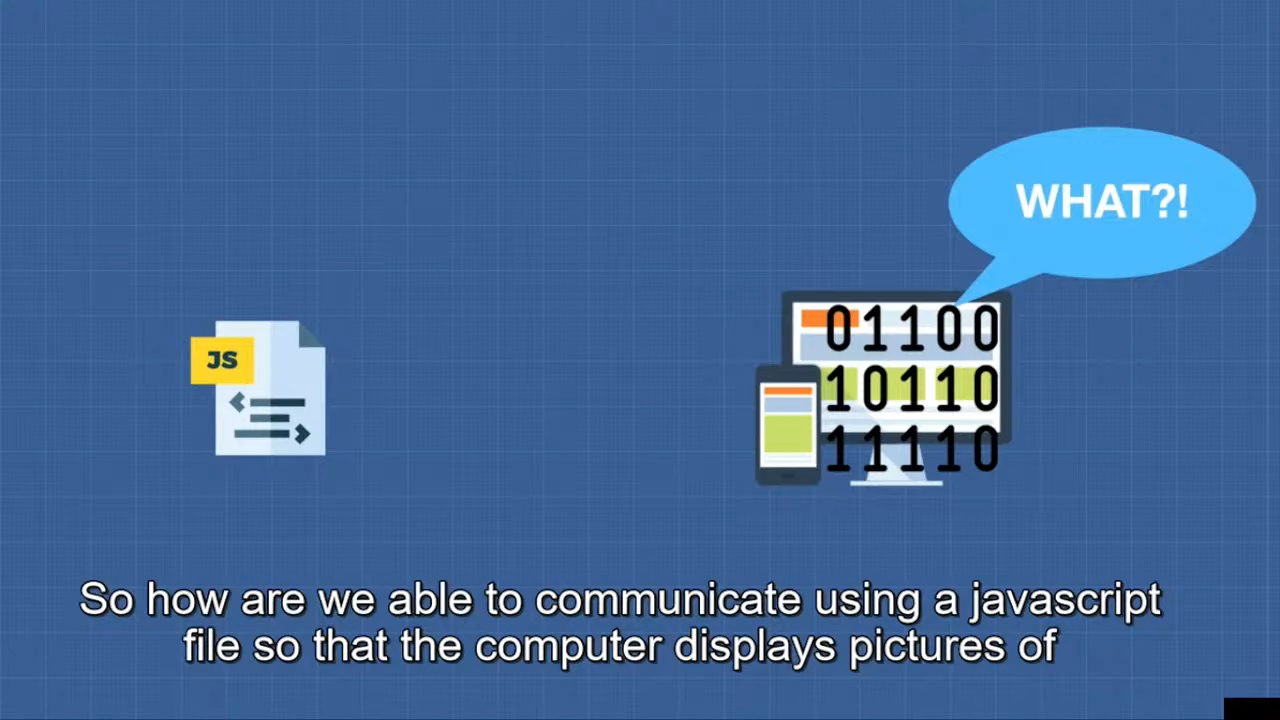 WHAT?!
JS
01100
10110
11110
So how are we able to communicate using a javascript
file so that the computer displays pictures of